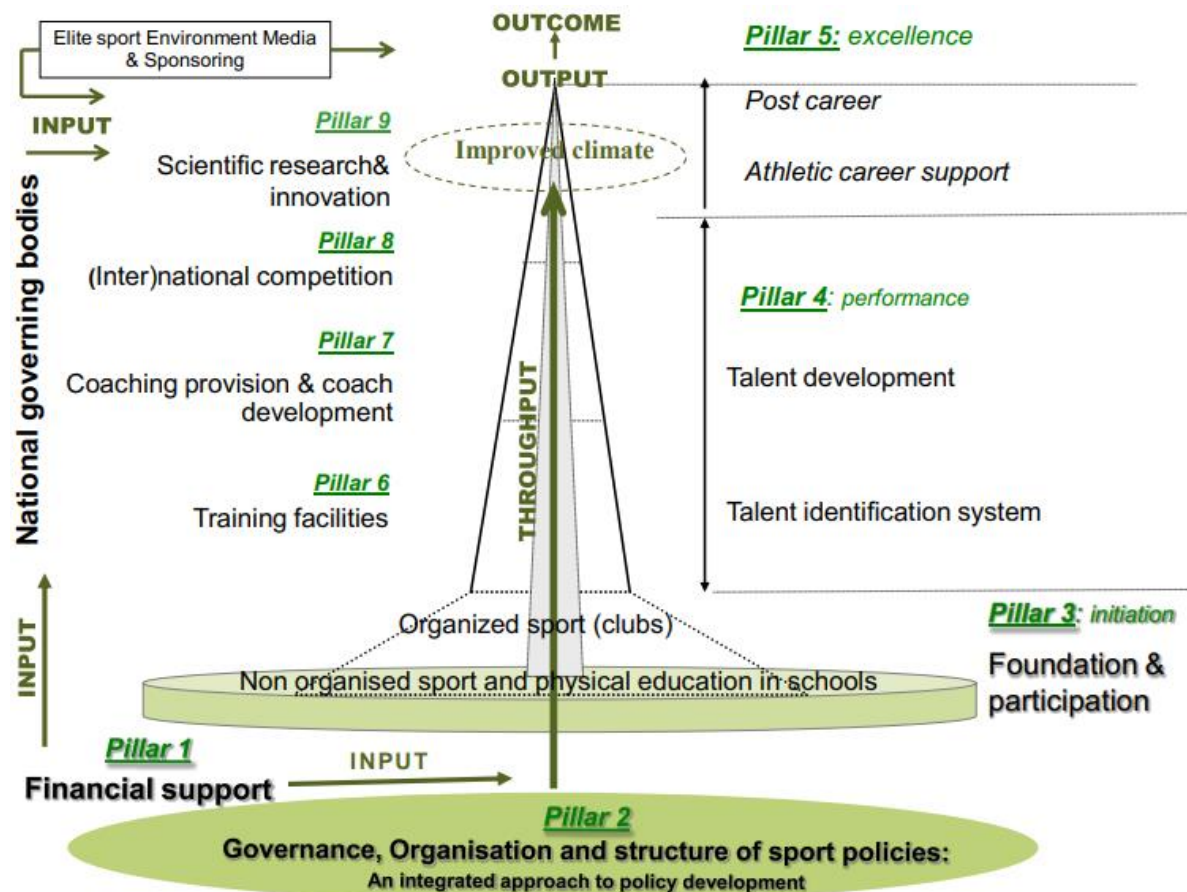 OUTCOME
Elite sport Environment Media
& Sponsoring
OUTPUT
INPUT
Pillar 5: excellence
Post career
Athletic career support
Pillar 9
Scientific research&
innovation
Improved climate
Pillar 8
(Inter)national competition
Pillar 4: performance
Pillar 7
Coaching provision & coach
development
Talent development
National governing bodies
THROUGHPUT
Pillar 6
Training facilities
Talent identification system
INPUT
Organized sport (clubs)
Pillar 3: initiation
Foundation &
participation
Non organised sport and physical education in schools
Pillar 1
Financial support
INPUT
Pillar 2
Governance, Organisation and structure of sport policies:
An integrated approach to policy development